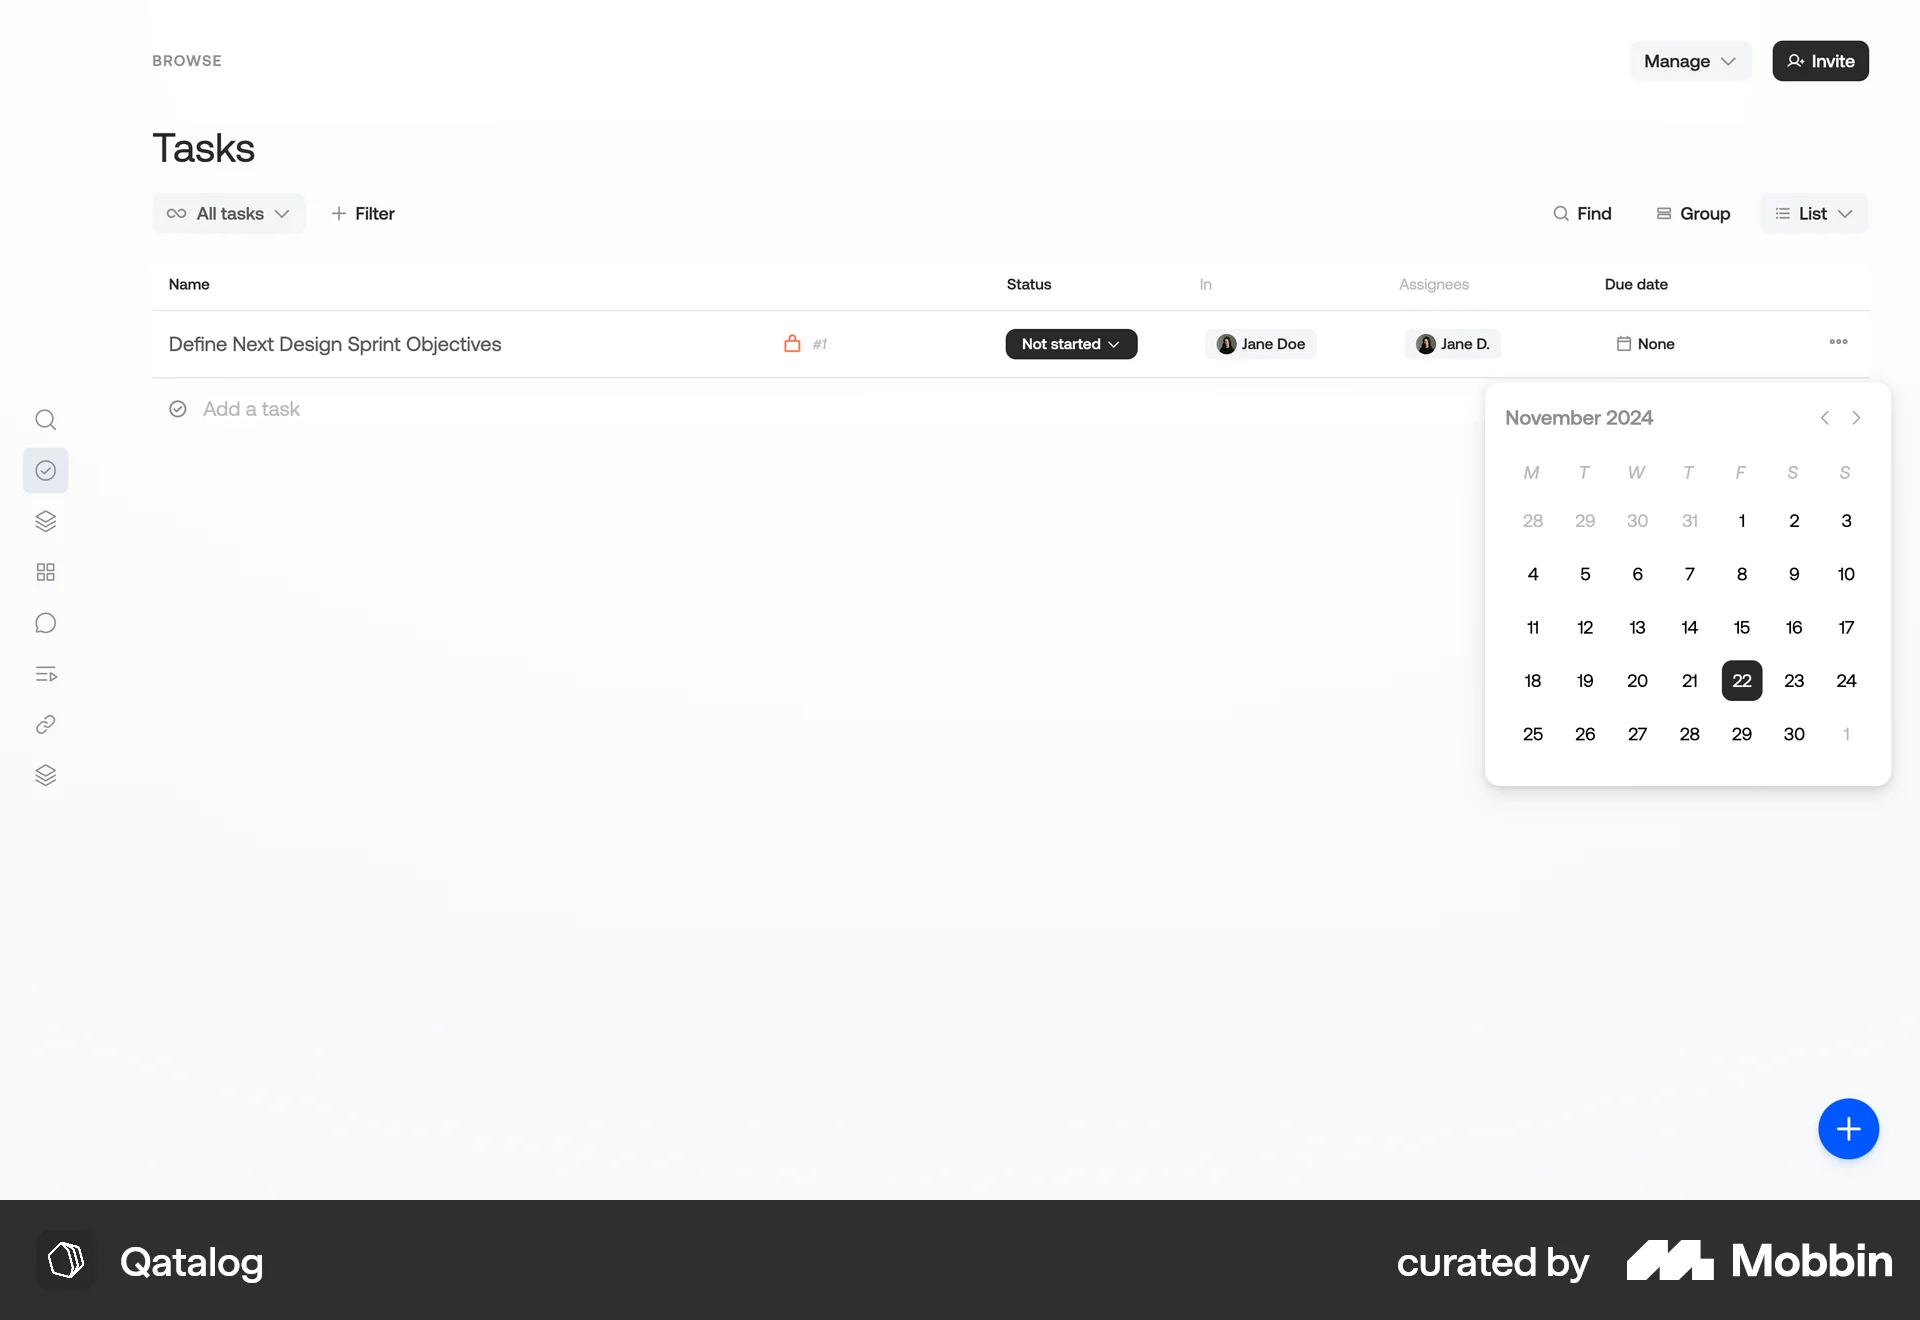 BROWSE
Manage
Invite
Tasks
All tasks
Filter
Find
Group
List
Name Status In Assignees Due date
Define Next Design Sprint Objectives #1 Not started Jane Doe Jane D. None
Add a task
November 2024
M T W T F S S
28 29 30 31 1 2 3
4 5 6 7 8 9 10
11 12 13 14 15 16 17
18 19 20 21 22 23 24
25 26 27 28 29 30 1
Qatalog
curated by Mobbin